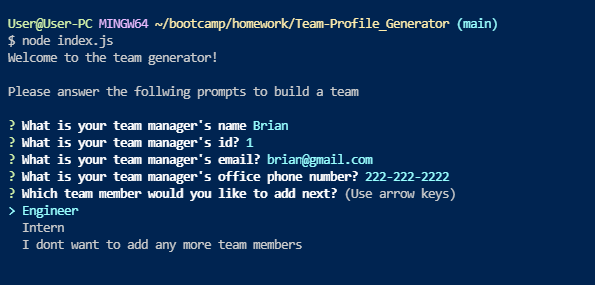 User@User-PC MINGW64 ~/bootcamp/homework/Team-Profile_Generator (main)
$ node index.js
Welcome to the team generator!
Please answer the follwing prompts to build a team
? What is your team manager's name Brian
? What is your team manager's id? 1
? What is your team manager's email? brian@gmail.com
? What is your team manager's office phone number? 222-222-2222
? Which team member would you like to add next? (Use arrow keys)
> Engineer
Intern
I dont want to add any more team members